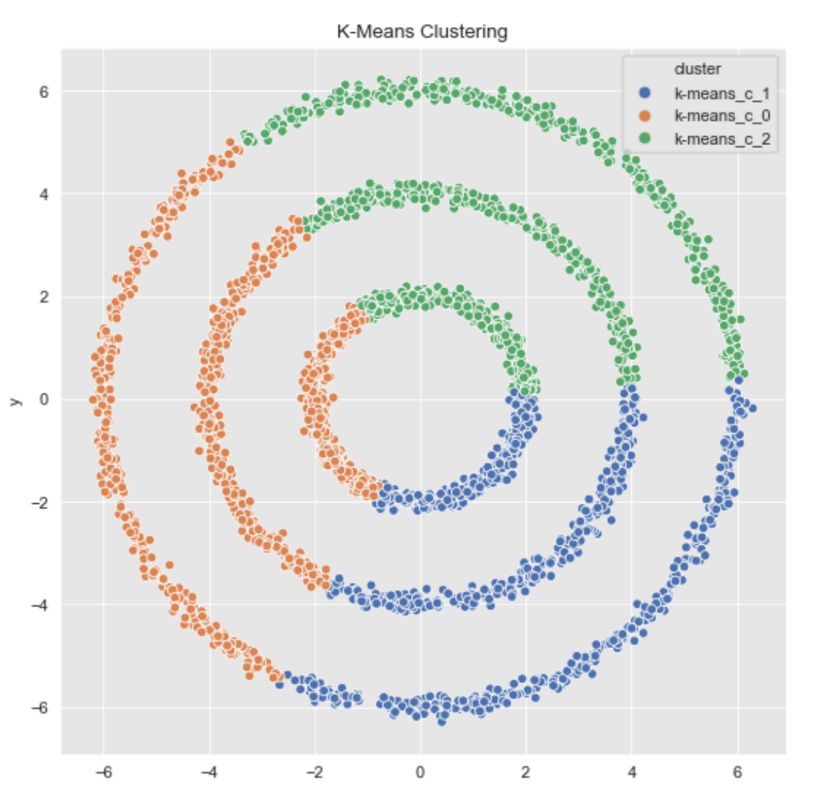 K-Means Clustering
cluster
k-means_c_1
k-means_c_0
k-means_c_2
6
4
2
0
−2
−4
−6
y
−6 −4 −2 0 2 4 6